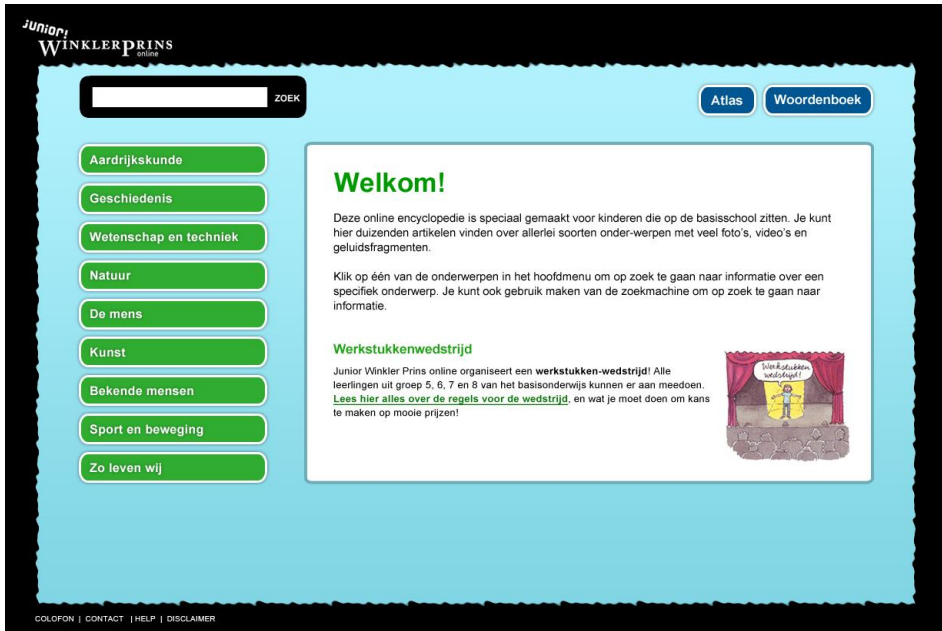 junior!
WINKLERPRINS
online
ZOEK
Atlas
Woordenboek
Aardrijkskunde
Geschiedenis
Wetenschap en techniek
Natuur
De mens
Kunst
Bekende mensen
Sport en beweging
Zo leven wij
Welkom!
Deze online encyclopedie is speciaal gemaakt voor kinderen die op de basisschool zitten. Je kunt
hier duizenden artikelen vinden over allerlei soorten onder-werpen met veel foto's, video's en
geluidsfragmenten.
Klik op één van de onderwerpen in het hoofdmenu om op zoek te gaan naar informatie over een
specifiek onderwerp. Je kunt ook gebruik maken van de zoekmachine om op zoek te gaan naar
informatie.
Werkstukkenwedstrijd
Junior Winkler Prins online organiseert een werkstukken-wedstrijd! Alle
leerlingen uit groep 5, 6, 7 en 8 van het basisonderwijs kunnen er aan meedoen.
Lees hier alles over de regels voor de wedstrijd, en wat je moet doen om kans
te maken op mooie prijzen!
Werkstukken
wedstrijd!
COLOFON | CONTACT | HELP | DISCLAIMER